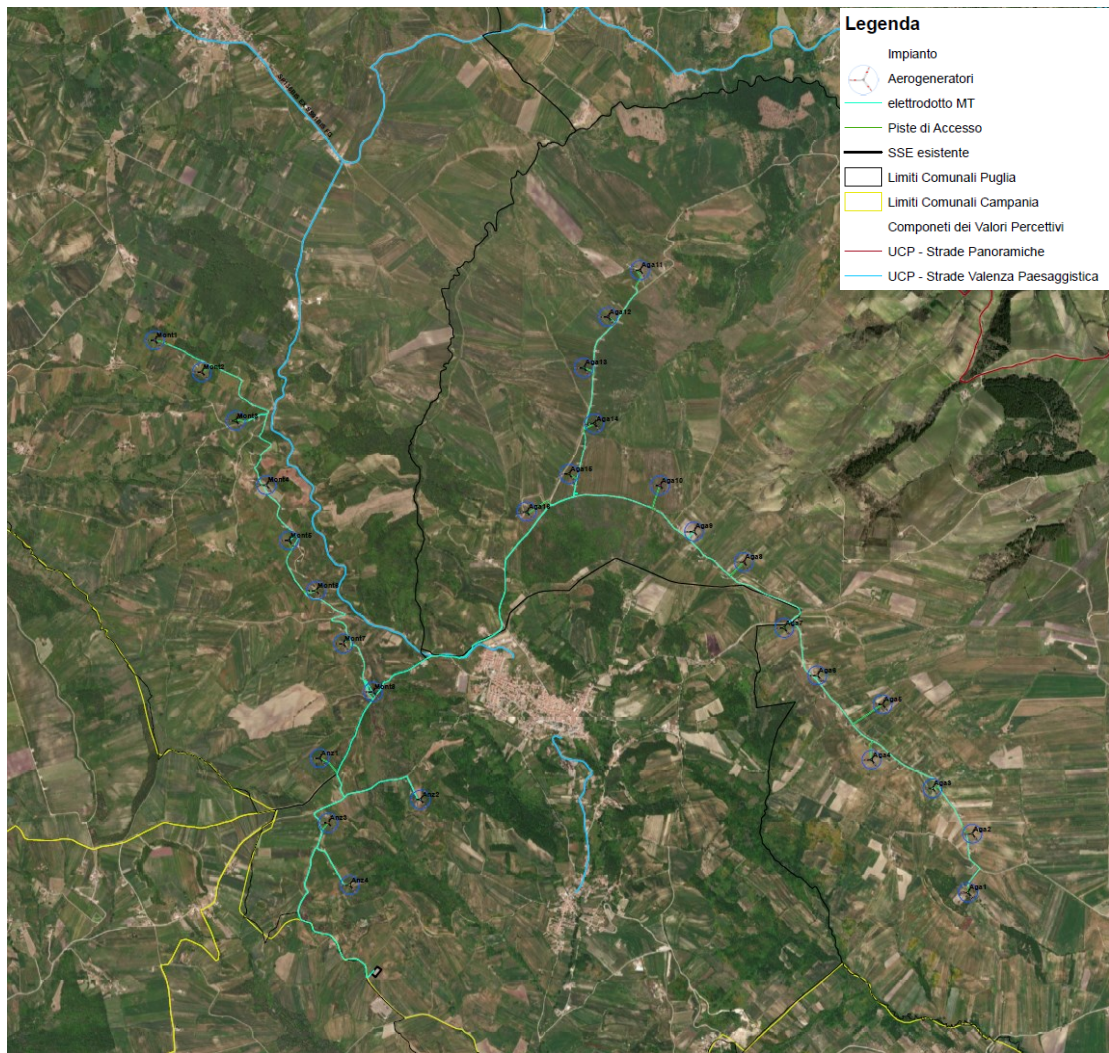 Legenda
Impianto
Aerogeneratori
elettrodotto MT
Piste di Accesso
SSE esistente
Limiti Comunali Puglia
Limiti Comunali Campania
Componeti dei Valori Percettivi
UCP - Strade Panoramiche
UCP - Strade Valenza Paesaggistica
Aga11
Aga12
Mont1
Mont2
Aga13
Mont3
Aga14
Aga15
Mont4
Aga10
Aga16
Aga9
Mont5
Aga8
Mont6
Aga7
Mont7
Aga6
Mont8
Aga5
Anz1
Aga4
Aga3
Anz2
Anz3
Aga2
Anz4
Aga1